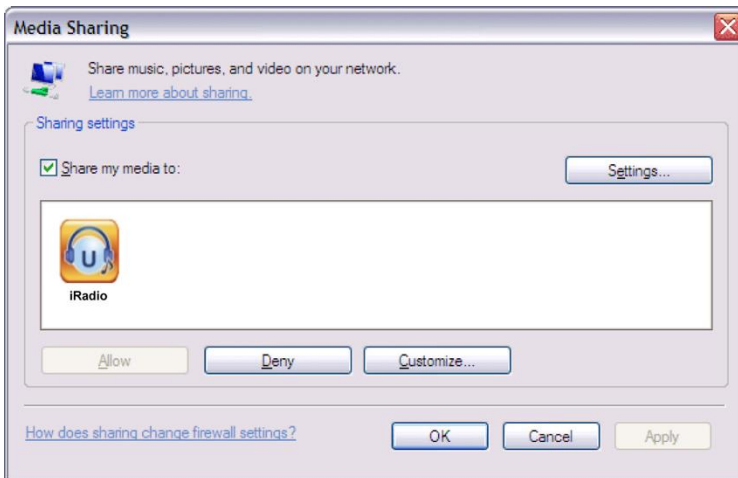 Media Sharing
Share music, pictures, and video on your network.
Learn more about sharing.
Sharing settings
Share my media to:
Settings...
U
iRadio
Allow
Deny
Customize...
How does sharing change firewall settings?
OK
Cancel
Apply